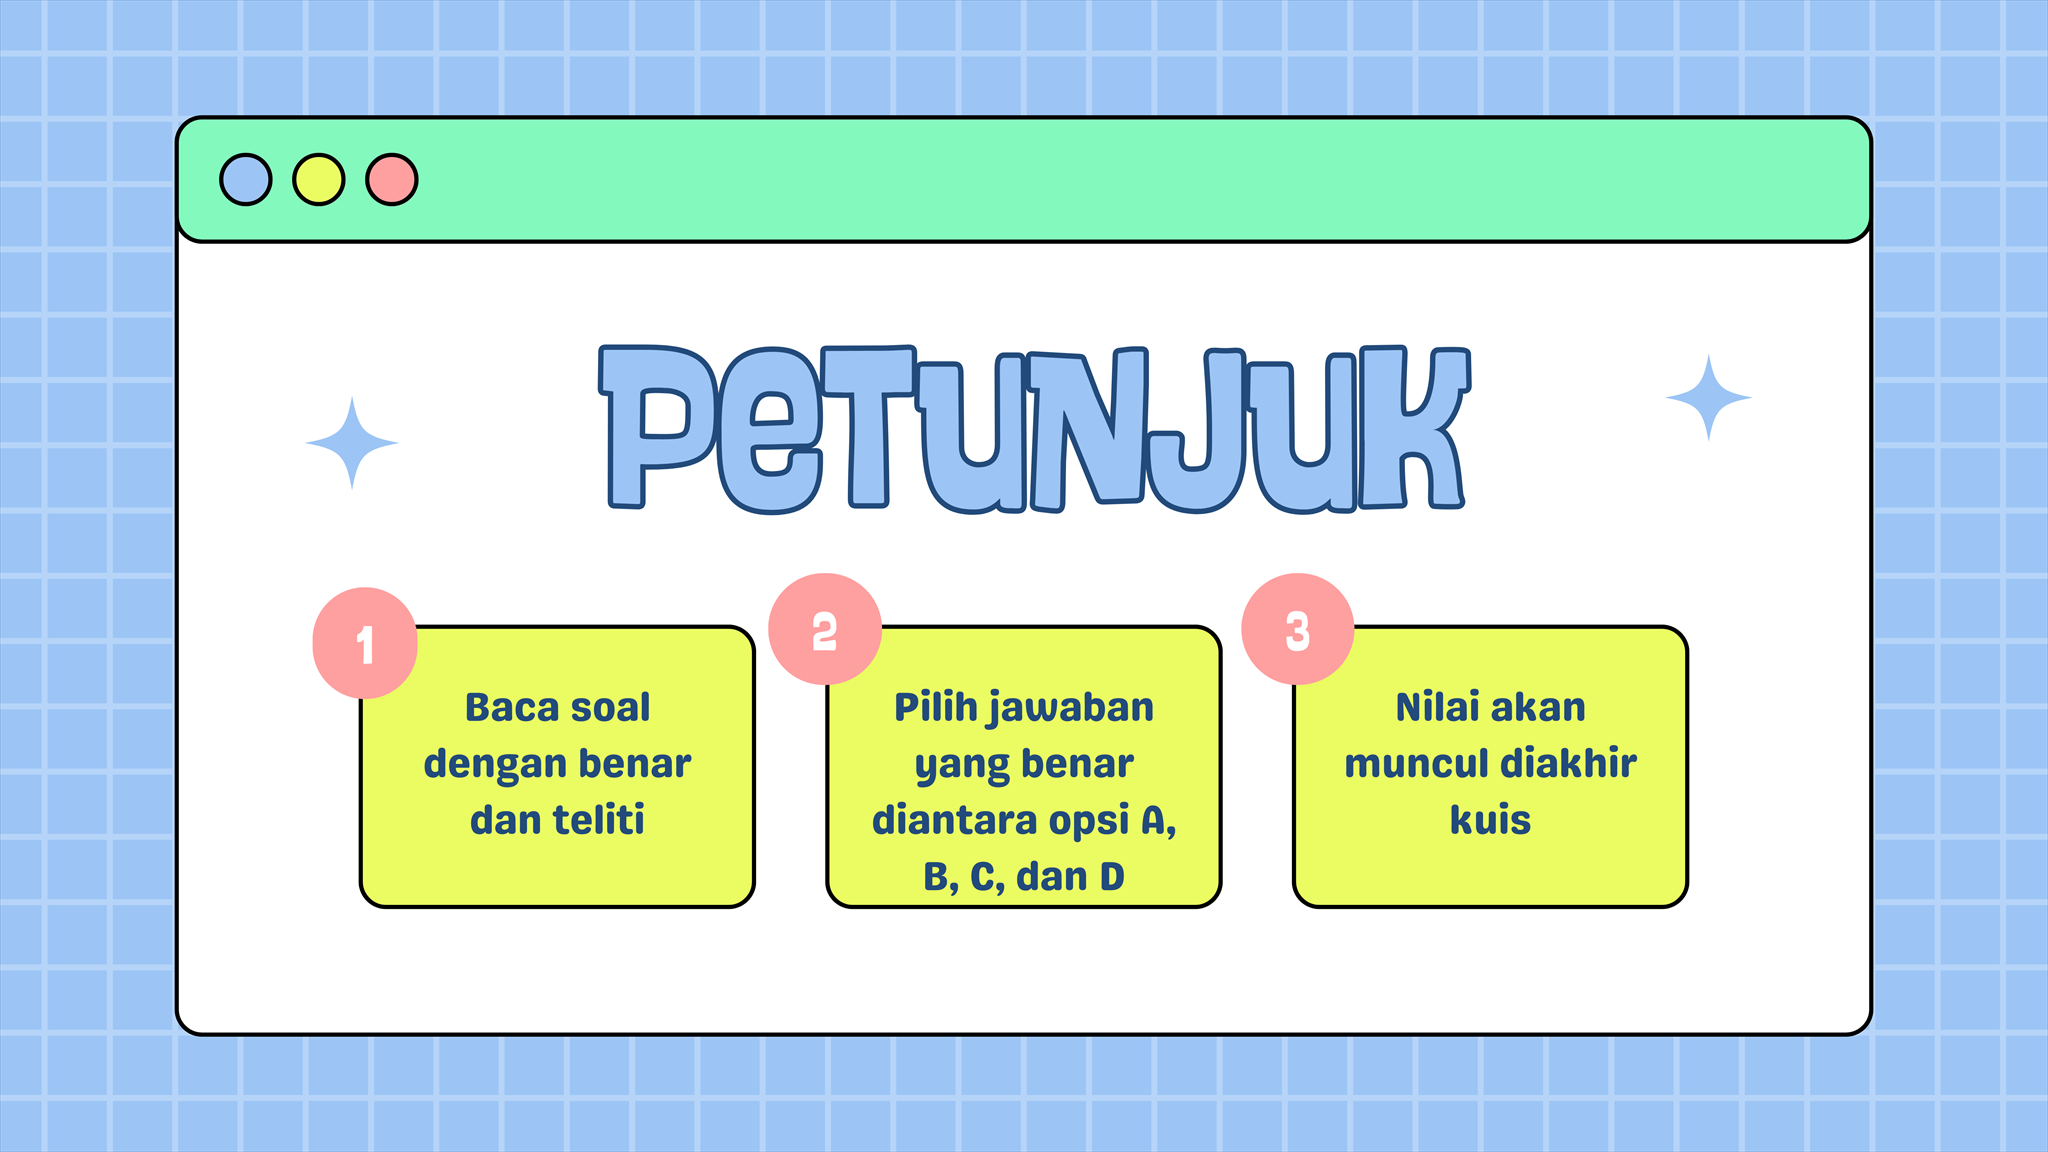 PETUNJUK
1
Baca soal
dengan benar
dan teliti
2
Pilih jawaban
yang benar
diantara opsi A,
B, C, dan D
3
Nilai akan
muncul diakhir
kuis